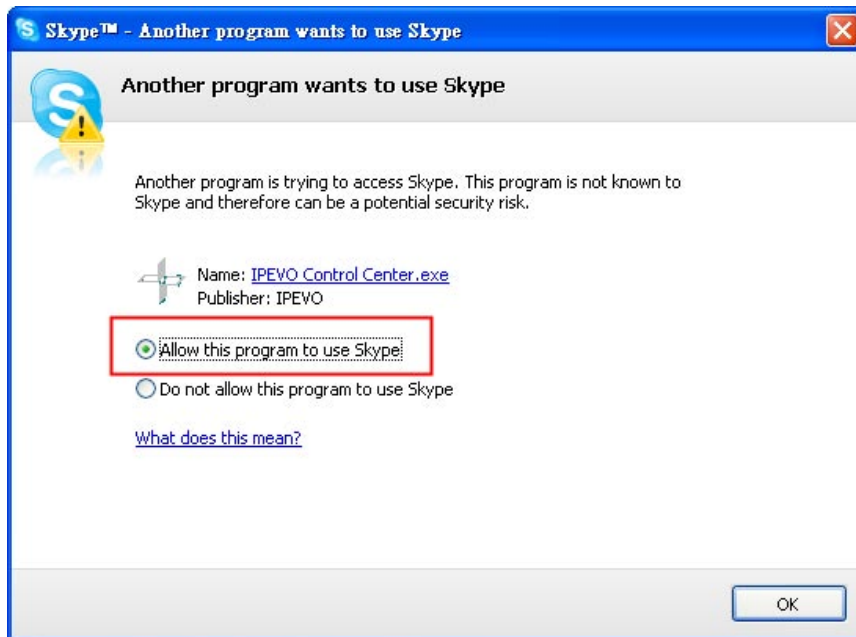 Skype™ - Another program wants to use Skype
Another program wants to use Skype
Another program is trying to access Skype. This program is not known to
Skype and therefore can be a potential security risk.
Name: IPEVO Control Center.exe
Publisher: IPEVO
Allow this program to use Skype
Do not allow this program to use Skype
What does this mean?
OK